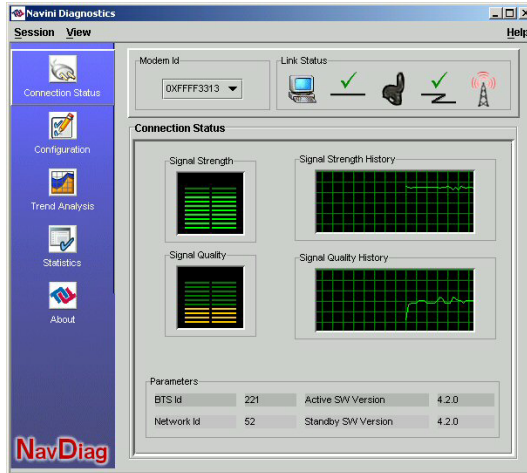 Navini Diagnostics
Session View Help
Connection Status
Configuration
Trend Analysis
Statistics
About
NavDiag
Modem Id
0XFFFF3313
Link Status
Connection Status
Signal Strength
Signal Strength History
Signal Quality
Signal Quality History
Parameters
BTS Id 221 Active SW Version 4.2.0
Network Id 52 Standby SW Version 4.2.0